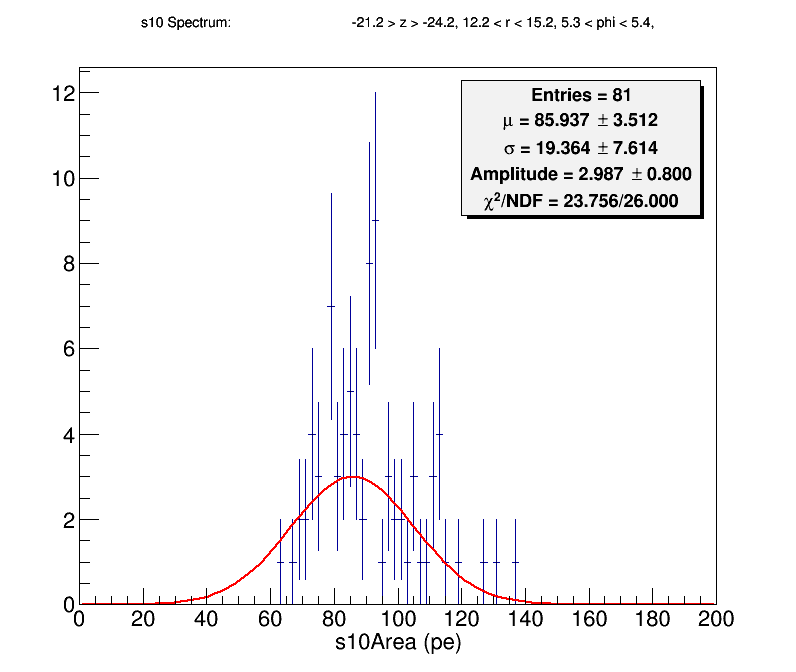 s10 Spectrum: -21.2 > z > -24.2, 12.2 < r < 15.2, 5.3 < phi < 5.4,
Entries = 81
μ = 85.937 ± 3.512
σ = 19.364 ± 7.614
Amplitude = 2.987 ± 0.800
χ²/NDF = 23.756/26.000
12
10
8
6
4
2
0
0 20 40 60 80 100 120 140 160 180 200
s10Area (pe)